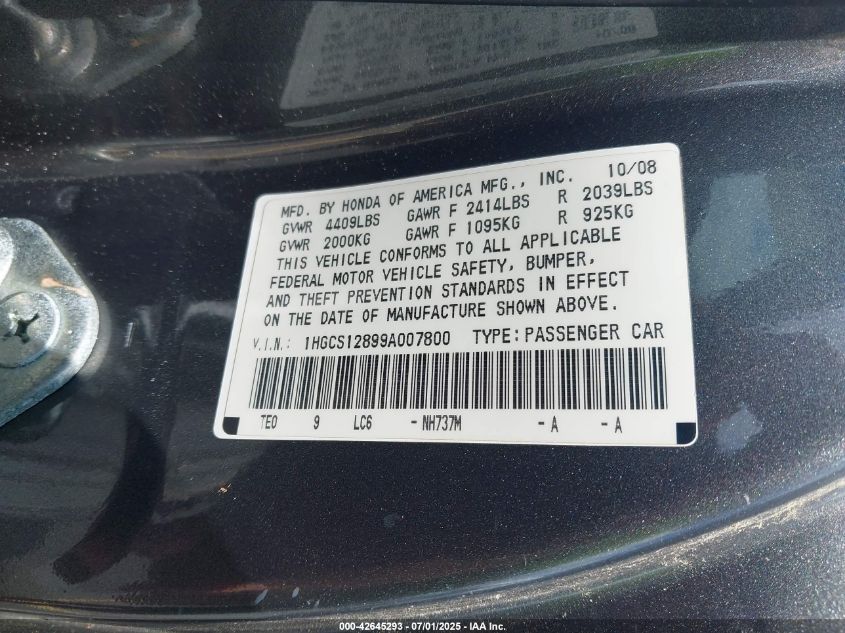 MFD. BY HONDA OF AMERICA MFG., INC. 10/08
GVWR 4409LBS GAWR F 2414LBS R 2039LBS
GVWR 2000KG GAWR F 1095KG R 925KG
THIS VEHICLE CONFORMS TO ALL APPLICABLE
FEDERAL MOTOR VEHICLE SAFETY, BUMPER,
AND THEFT PREVENTION STANDARDS IN EFFECT
ON THE DATE OF MANUFACTURE SHOWN ABOVE.
V.I.N.: 1HGCS12899A007800 TYPE:PASSENGER CAR
TE0 9 LC6 - NH737M - A - A
000-42645293 - 07/01/2025 - IAA Inc.